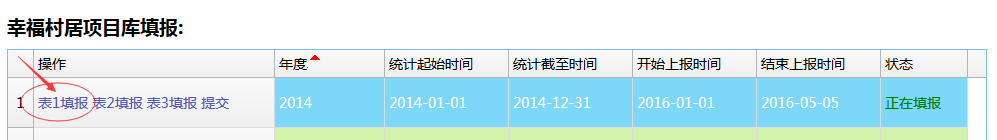 幸福村居项目库填报:
操作 年度 统计起始时间 统计截至时间 开始上报时间 结束上报时间 状态
1 表1填报 表2填报 表3填报 提交 2014 2014-01-01 2014-12-31 2016-01-01 2016-05-05 正在填报